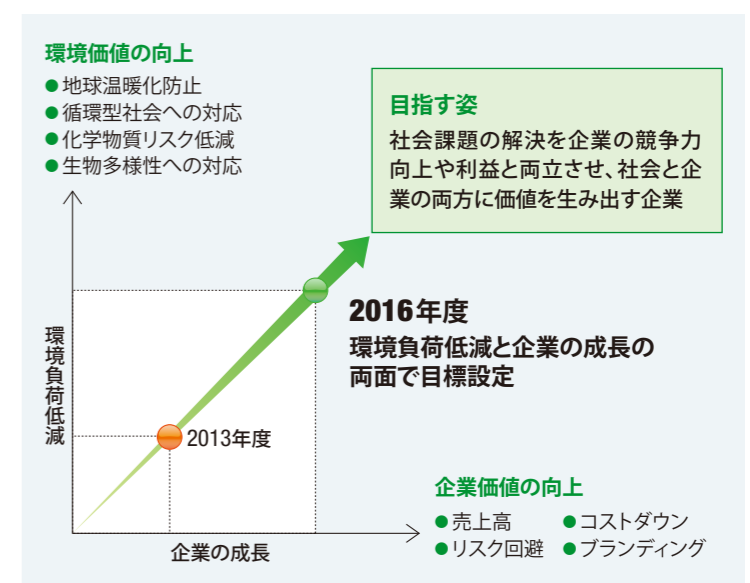 環境価値の向上
●地球温暖化防止
●循環型社会への対応
●化学物質リスク低減
●生物多様性への対応
目指す姿
社会課題の解決を企業の競争力
向上や利益と両立させ、社会と企
業の両方に価値を生み出す企業
2016年度
環境負荷低減と企業の成長の
両面で目標設定
環境負荷低減
2013年度
企業の成長
企業価値の向上
●売上高 ●コストダウン
●リスク回避 ●ブランディング